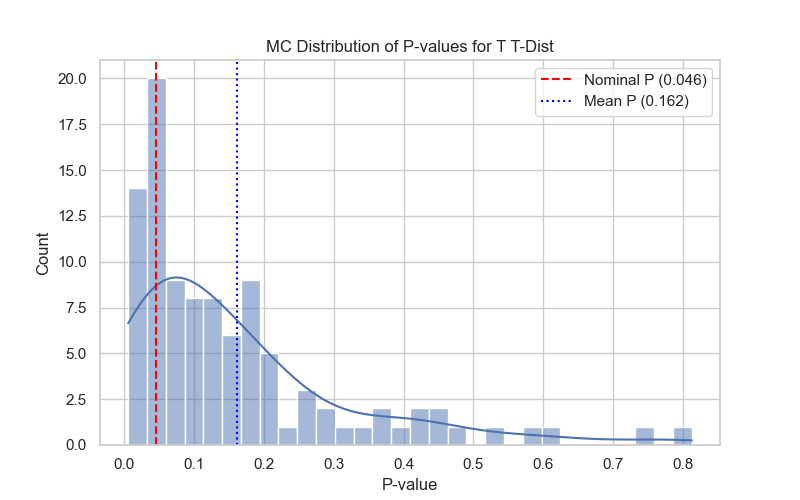 MC Distribution of P-values for T T-Dist
Nominal P (0.046)
Mean P (0.162)
Count
20.0
17.5
15.0
12.5
10.0
7.5
5.0
2.5
0.0
0.0 0.1 0.2 0.3 0.4 0.5 0.6 0.7 0.8
P-value